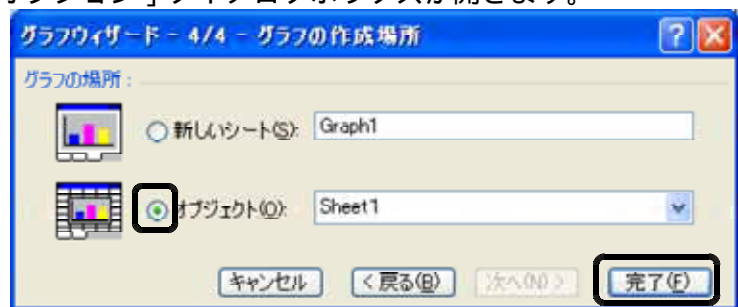 グラフウィザード - 4/4 - グラフの作成場所
グラフの場所:
新しいシート(S): Graph1
オブジェクト(O): Sheet1
キャンセル < 戻る(B) 次へ(N) > 完了(F)